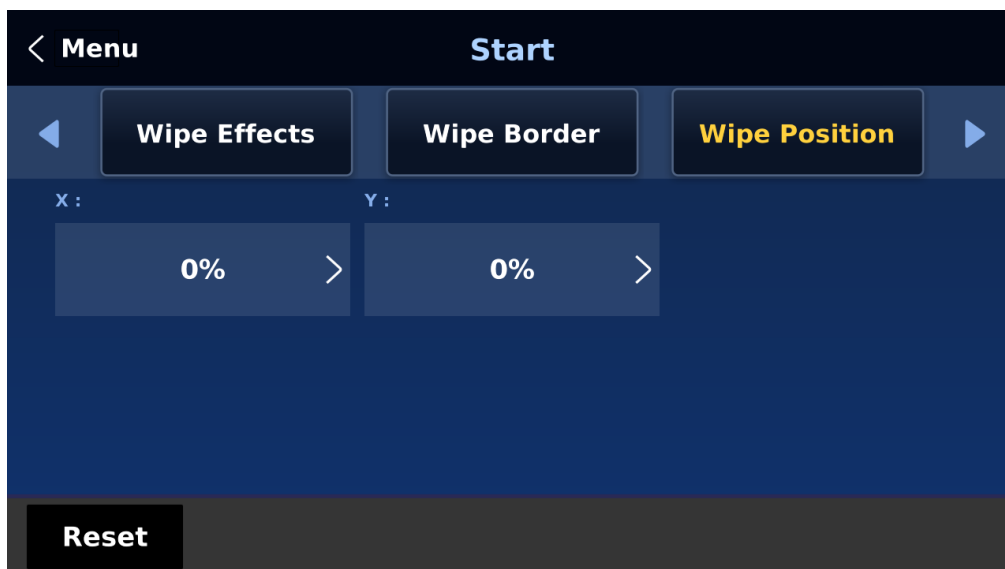 Menu
Start
Wipe Effects
Wipe Border
Wipe Position
X :
Y :
0%
0%
Reset